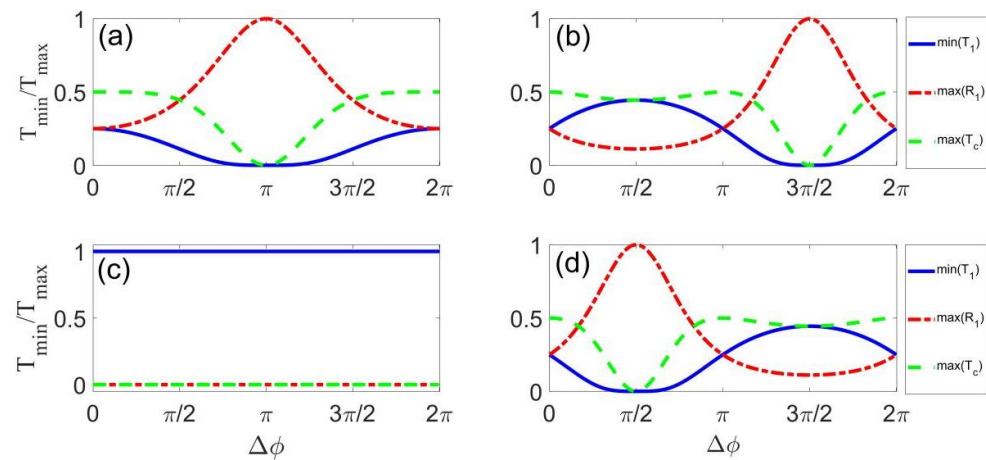 (a)
1
0.5
0
T_min/T_max
0 π/2 π 3π/2 2π
(b)
1
0.5
0
0 π/2 π 3π/2 2π
min(T_1)
max(R_1)
max(T_c)
(c)
1
0.5
0
T_min/T_max
0 π/2 π 3π/2 2π
Δϕ
(d)
1
0.5
0
0 π/2 π 3π/2 2π
Δϕ
min(T_1)
max(R_1)
max(T_c)